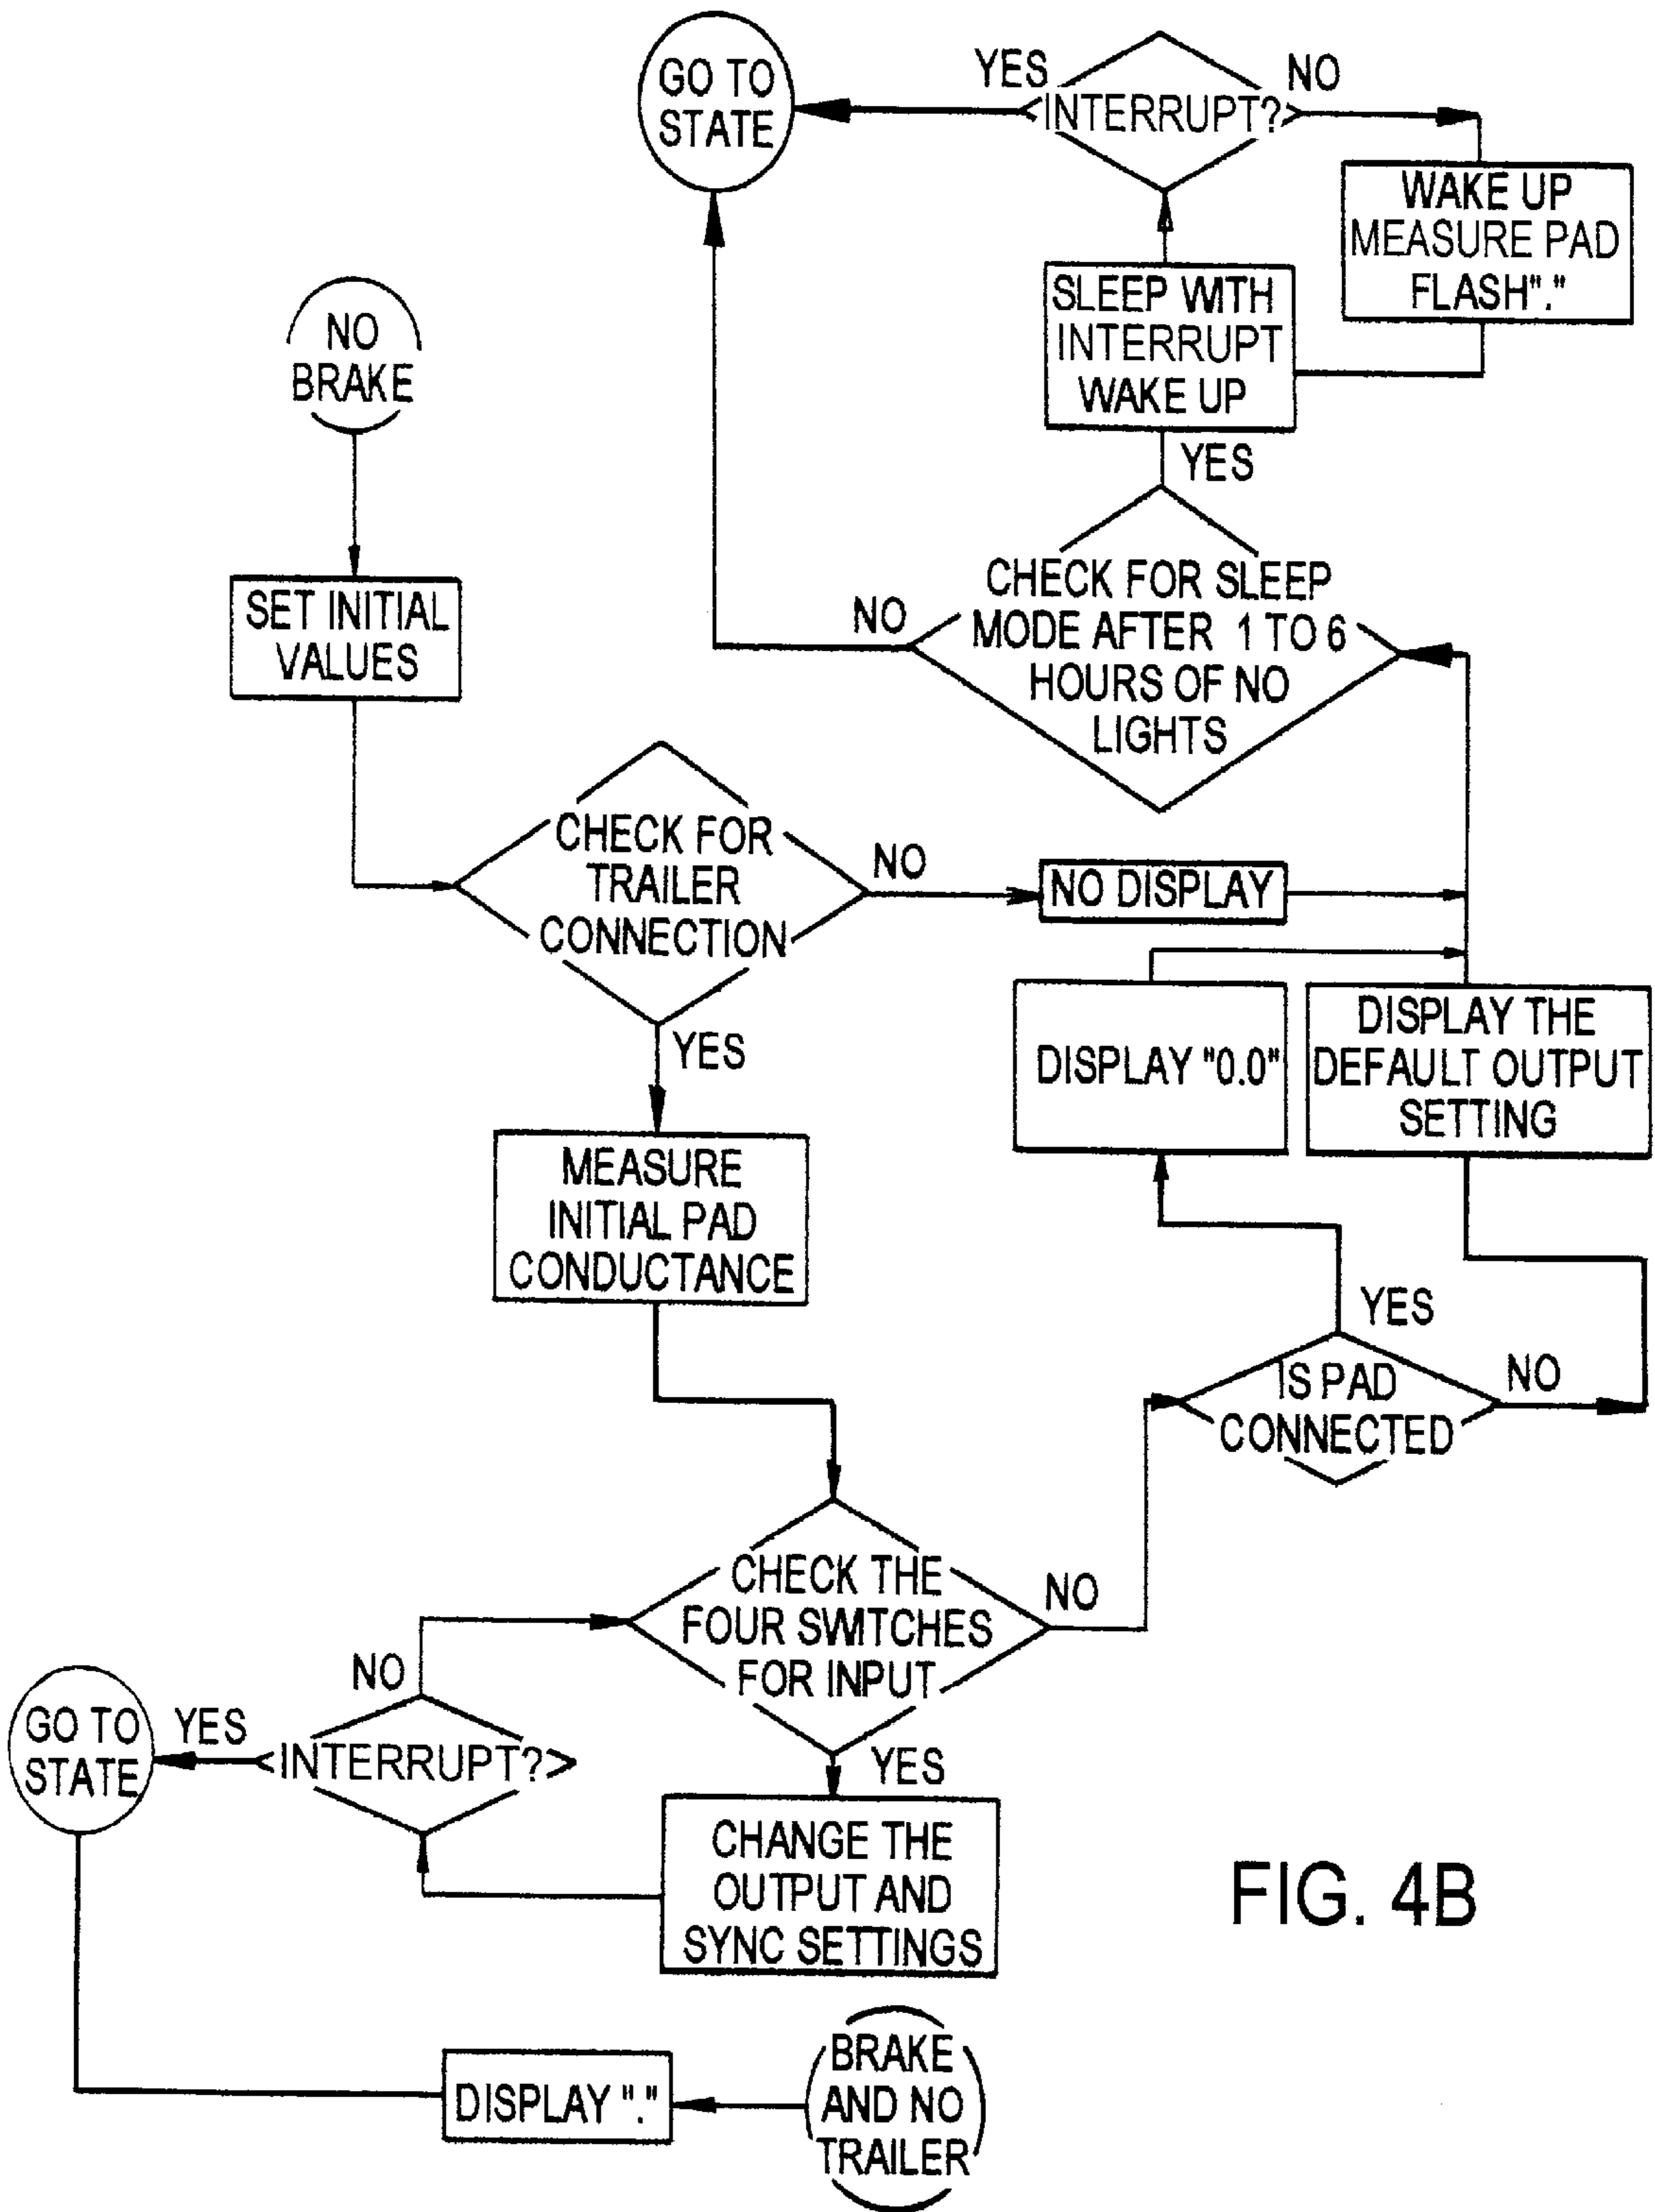 GO TO
STATE
YES
INTERRUPT?
NO
WAKE UP
MEASURE PAD
FLASH"."
SLEEP WITH
INTERRUPT
WAKE UP
YES
NO
BRAKE
SET INITIAL
VALUES
CHECK FOR SLEEP
MODE AFTER 1 TO 6
HOURS OF NO
LIGHTS
NO
CHECK FOR
TRAILER
CONNECTION
NO
NO DISPLAY
YES
DISPLAY "0.0"
DISPLAY THE
DEFAULT OUTPUT
SETTING
MEASURE
INITIAL PAD
CONDUCTANCE
YES
IS PAD
CONNECTED
NO
CHECK THE
FOUR SWITCHES
FOR INPUT
NO
NO
GO TO
STATE
YES
INTERRUPT?
YES
CHANGE THE
OUTPUT AND
SYNC SETTINGS
FIG. 4B
DISPLAY "."
BRAKE
AND NO
TRAILER